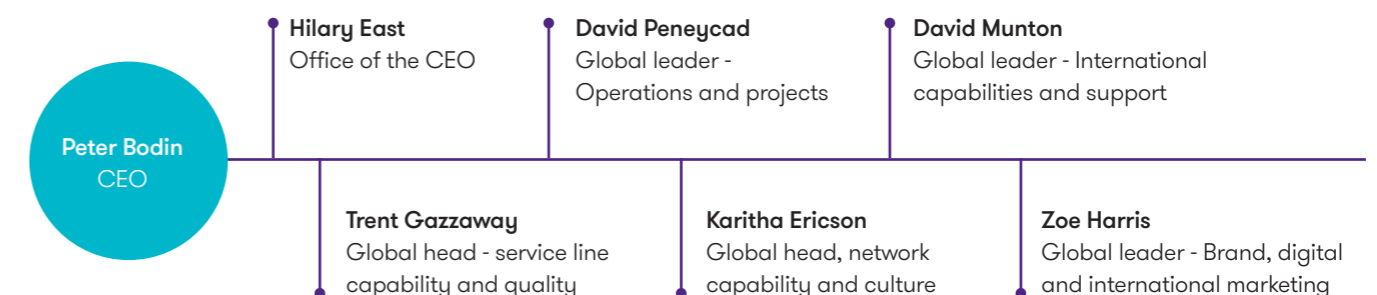 Peter Bodin
CEO
Hilary East
Office of the CEO
David Peneycad
Global leader -
Operations and projects
David Munton
Global leader - International
capabilities and support
Trent Gazzaway
Global head - service line
capability and quality
Karitha Ericson
Global head, network
capability and culture
Zoe Harris
Global leader - Brand, digital
and international marketing